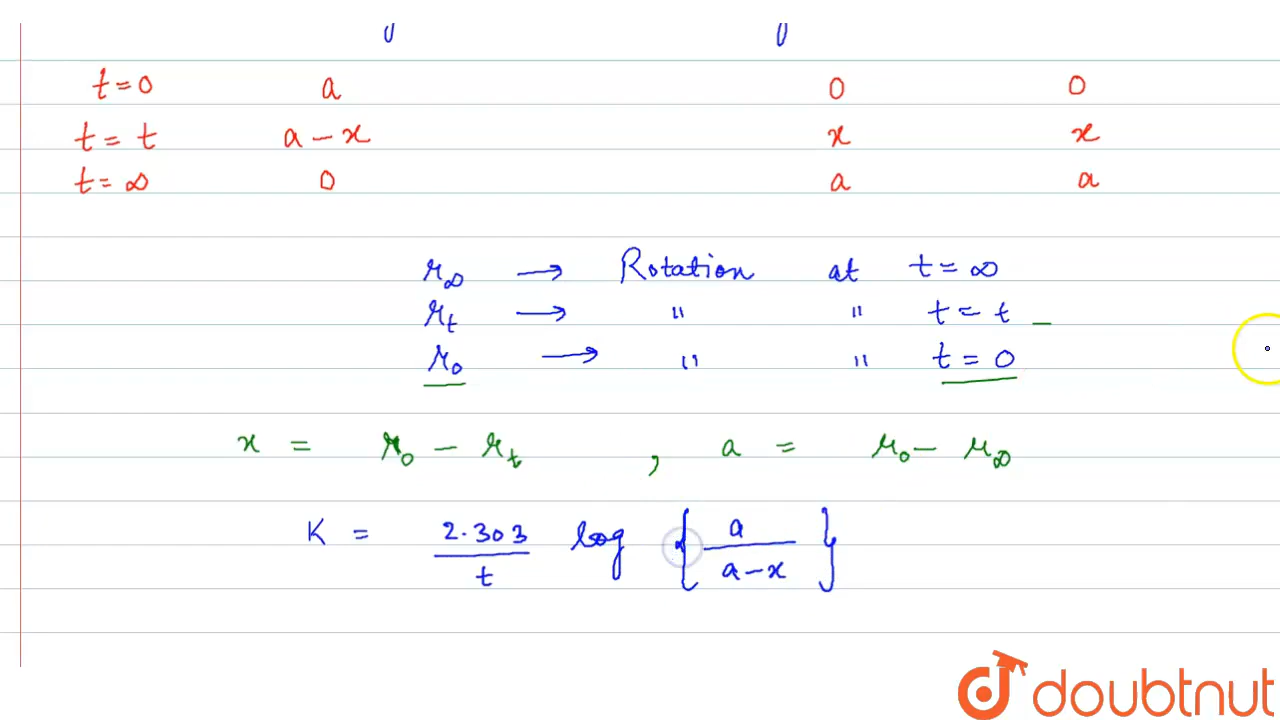 t = 0 a 0 0
t = t a - x x x
t = ∞ 0 a a
r∞ → Rotation at t = ∞
rt → " " t = t
r0 → " " t = 0
x = r0 - rt , a = r0 - r∞
K = 2.303/t log { a/a-x }
doubtnut